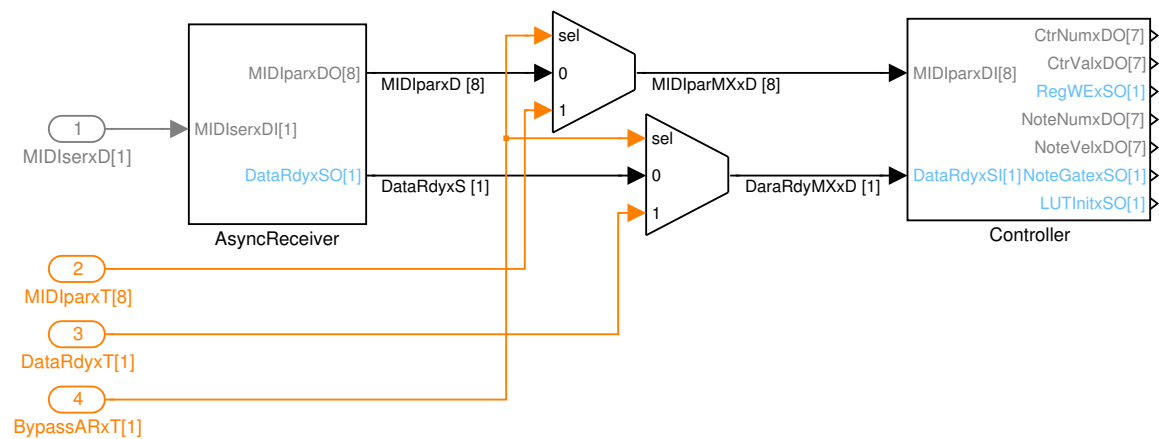 sel
CtrNumxDO[7]
CtrValxDO[7]
MIDIparxDO[8]
MIDIparxD [8]
0
MIDIparMXxD [8]
MIDIparxDI[8]
RegWExSO[1]
1
NoteNumxDO[7]
1
MIDIserxD[1]
MIDIserxDI[1]
sel
NoteVelxDO[7]
DataRdyxSO[1]
DataRdyxS [1]
0
DaraRdyMXxD [1]
DataRdyxSI[1]
NoteGatexSO[1]
1
LUTInitxSO[1]
AsyncReceiver
Controller
2
MIDIparxT[8]
3
DataRdyxT[1]
4
BypassARxT[1]